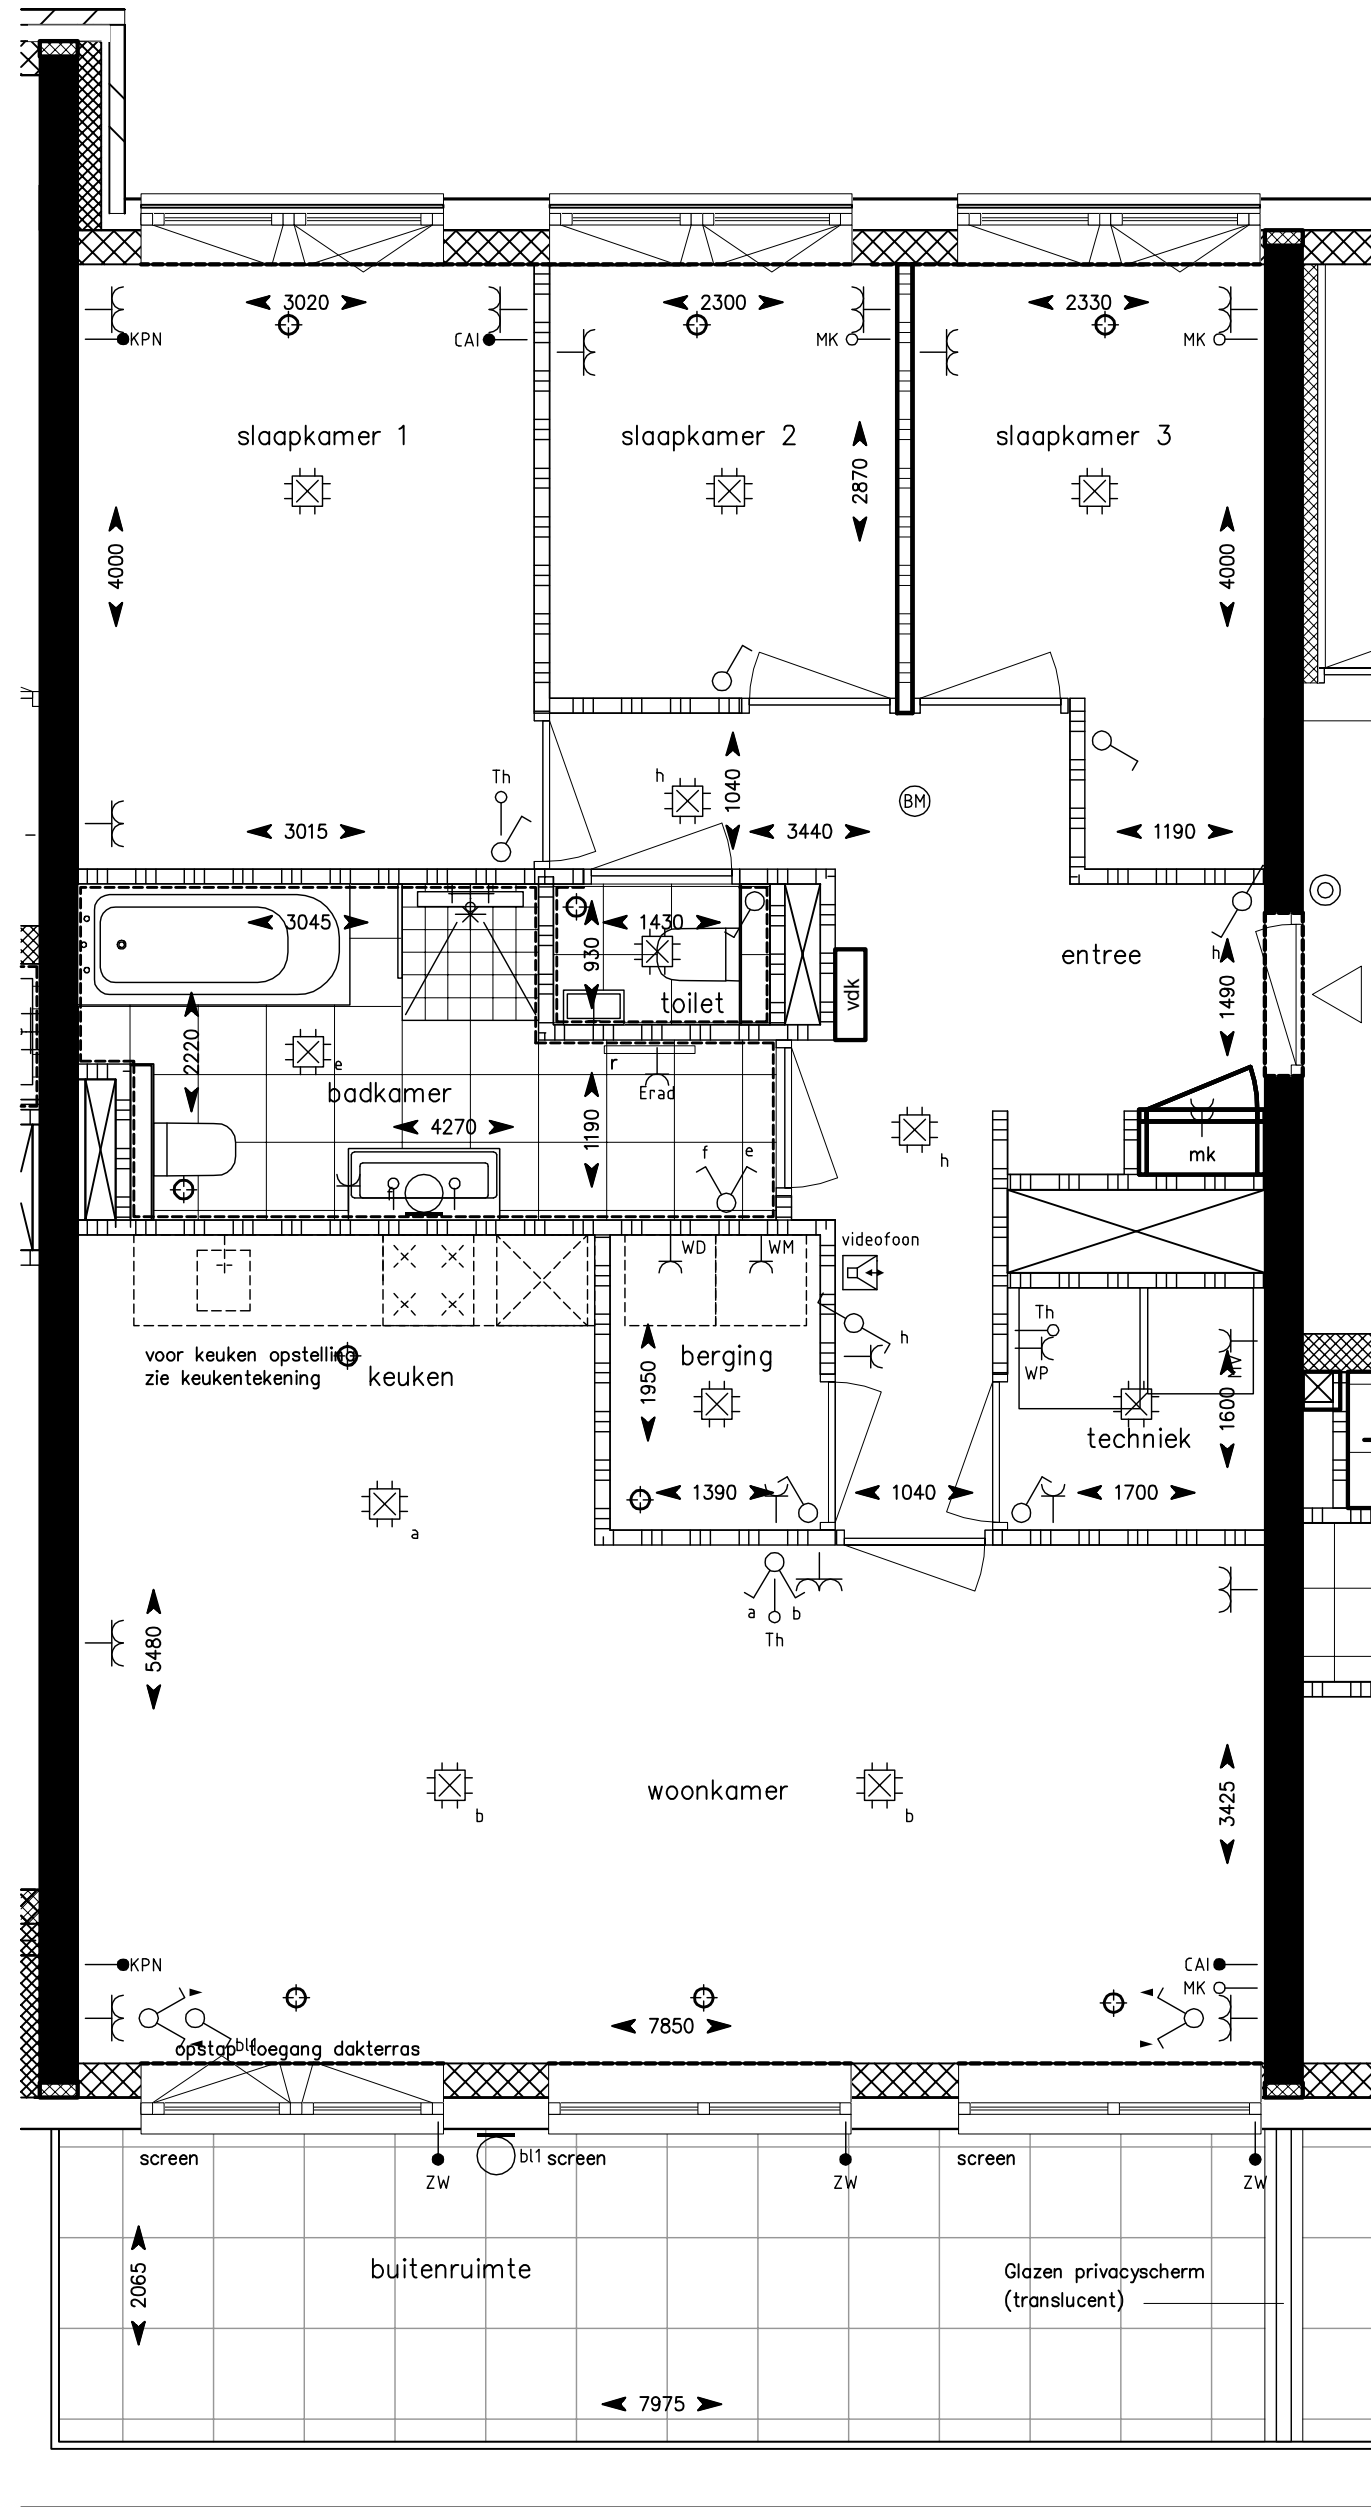 3020
2300
2330
KPN
CAI
MK
MK
slaapkamer 1
slaapkamer 2
slaapkamer 3
2870
4000
4000
Th
h
1040
BM
3015
3440
1190
3045
1430
930
toilet
vdk
entree
h
1490
2220
e
badkamer
r
Erad
4270
1190
f
e
f
h
mk
WD
WM
videofoon
voor keuken opstelling
zie keukentekening
keuken
berging
1950
h
Th
WP
MV
1600
techniek
1390
1040
1700
a
a
b
Th
5480
woonkamer
b
b
3425
KPN
CAI
MK
7850
bl1
opstap toegang dakterras
screen
bl1
screen
screen
ZW
ZW
ZW
2065
buitenruimte
Glazen privacyscherm
(translucent)
7975